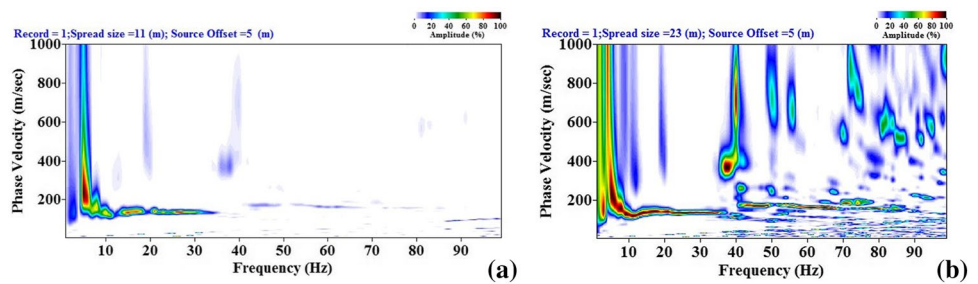 0 20 40 60 80 100
Amplitude (%)
Record = 1;Spread size =11 (m); Source Offset =5 (m)
Phase Velocity (m/sec)
1000
800
600
400
200
10 20 30 40 50 60 70 80 90
Frequency (Hz)
(a)
0 20 40 60 80 100
Amplitude (%)
Record = 1;Spread size =23 (m); Source Offset =5 (m)
Phase Velocity (m/sec)
1000
800
600
400
200
10 20 30 40 50 60 70 80 90
Frequency (Hz)
(b)